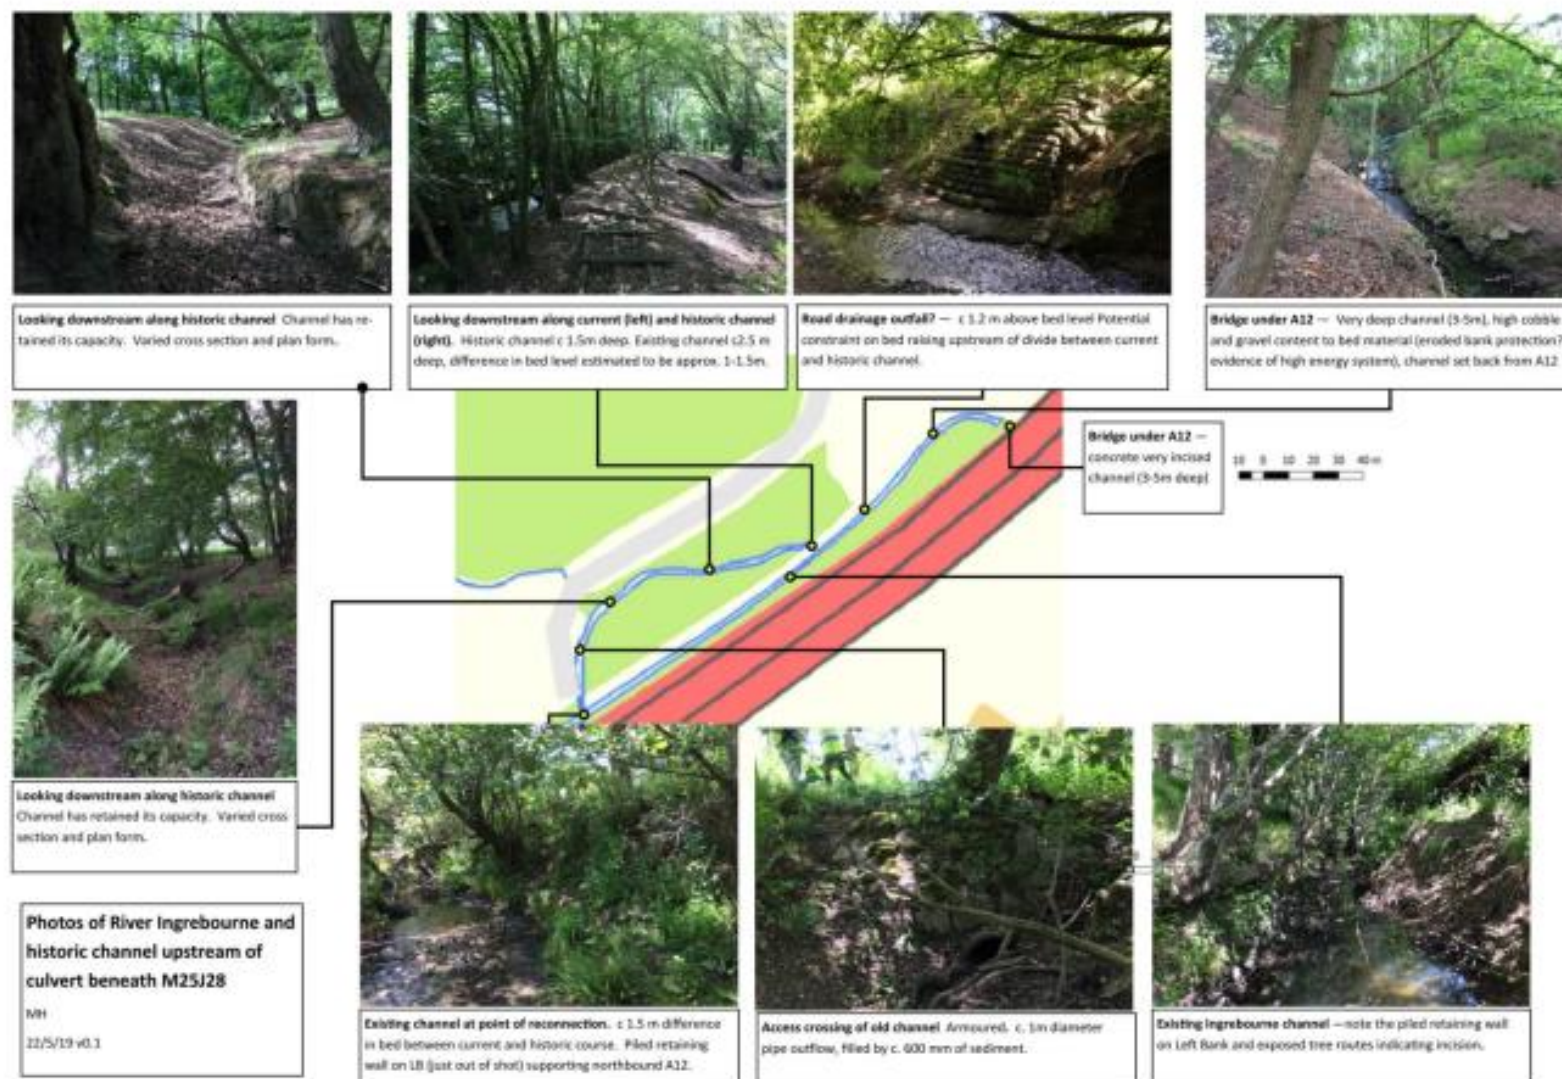 Looking downstream along historic channel Channel has re-
tained its capacity. Varied cross section and plan form.
Looking downstream along current (left) and historic channel
(right). Historic channel c 1.5m deep. Existing channel c2.5 m
deep, difference in bed level estimated to be approx. 1-1.5m.
Road drainage outfall? — c 1.2 m above bed level Potential
constraint on bed raising upstream of divide between current
and historic channel.
Bridge under A12 — Very deep channel (3-5m), high cobble
and gravel content to bed material (eroded bank protection?
evidence of high energy system), channel set back from A12
Bridge under A12 —
concrete very incised
channel (3-5m deep)
10 0 10 20 30 40 m
Looking downstream along historic channel
Channel has retained its capacity. Varied cross
section and plan form.
Photos of River Ingrebourne and
historic channel upstream of
culvert beneath M25J28
MH
22/5/19 v0.1
Existing channel at point of reconnection. c 1.5 m difference
in bed between current and historic course. Piled retaining
wall on LB (just out of shot) supporting northbound A12.
Access crossing of old channel Armoured. c. 1m diameter
pipe outflow, filled by c. 600 mm of sediment.
Existing Ingrebourne channel —note the piled retaining wall
on Left Bank and exposed tree routes indicating incision.